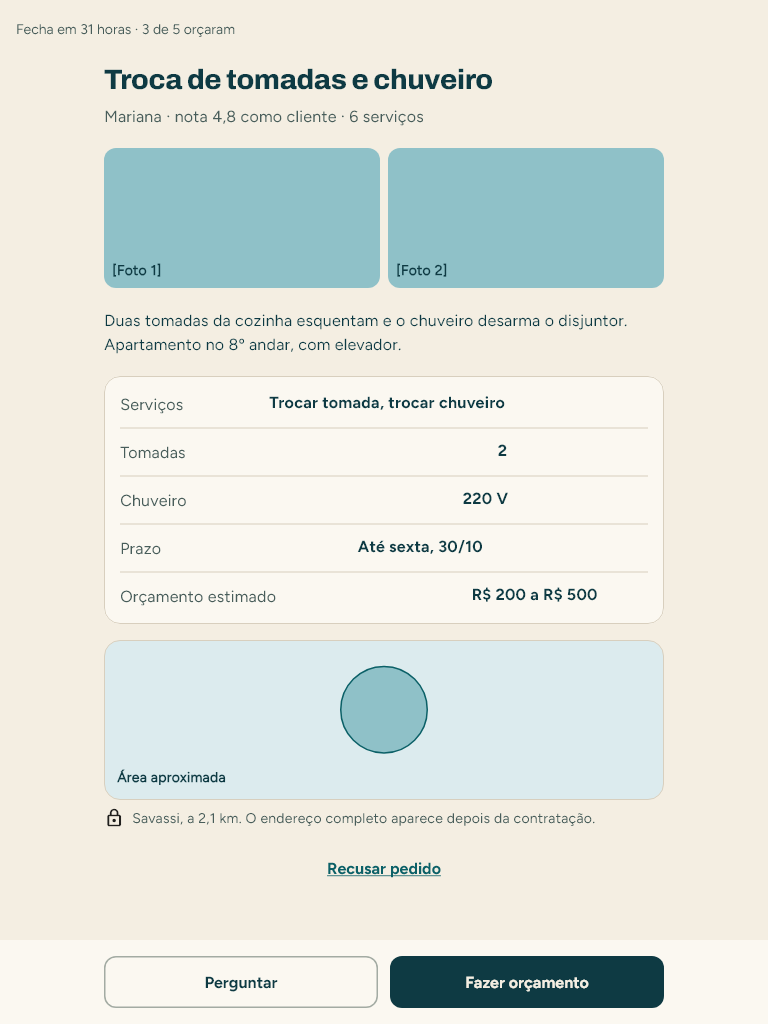 Fecha em 31 horas · 3 de 5 orçaram
Troca de tomadas e chuveiro
Mariana · nota 4,8 como cliente · 6 serviços
[Foto 1]
[Foto 2]
Duas tomadas da cozinha esquentam e o chuveiro desarma o disjuntor.
Apartamento no 8º andar, com elevador.
Serviços Trocar tomada, trocar chuveiro
Tomadas 2
Chuveiro 220 V
Prazo Até sexta, 30/10
Orçamento estimado R$ 200 a R$ 500
Área aproximada
Savassi, a 2,1 km. O endereço completo aparece depois da contratação.
Recusar pedido
Perguntar
Fazer orçamento